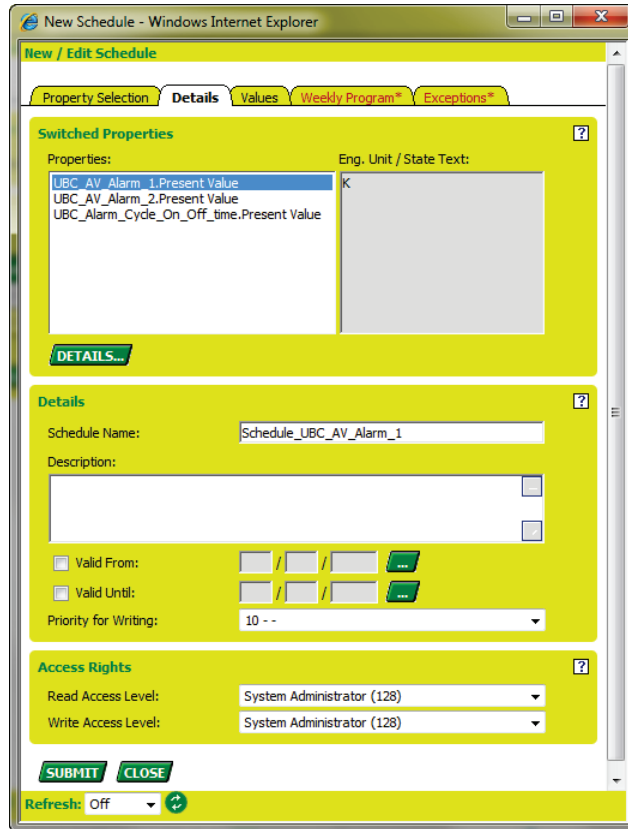 New Schedule - Windows Internet Explorer
New / Edit Schedule
Property Selection Details Values Weekly Program* Exceptions*
Switched Properties ?
Properties: Eng. Unit / State Text:
UBC_AV_Alarm_1.Present Value K
UBC_AV_Alarm_2.Present Value
UBC_Alarm_Cycle_On_Off_time.Present Value
DETAILS...
Details ?
Schedule Name: Schedule_UBC_AV_Alarm_1
Description:
...
Valid From: / / ...
Valid Until: / / ...
Priority for Writing: 10 - -
Access Rights ?
Read Access Level: System Administrator (128)
Write Access Level: System Administrator (128)
SUBMIT CLOSE
Refresh: Off